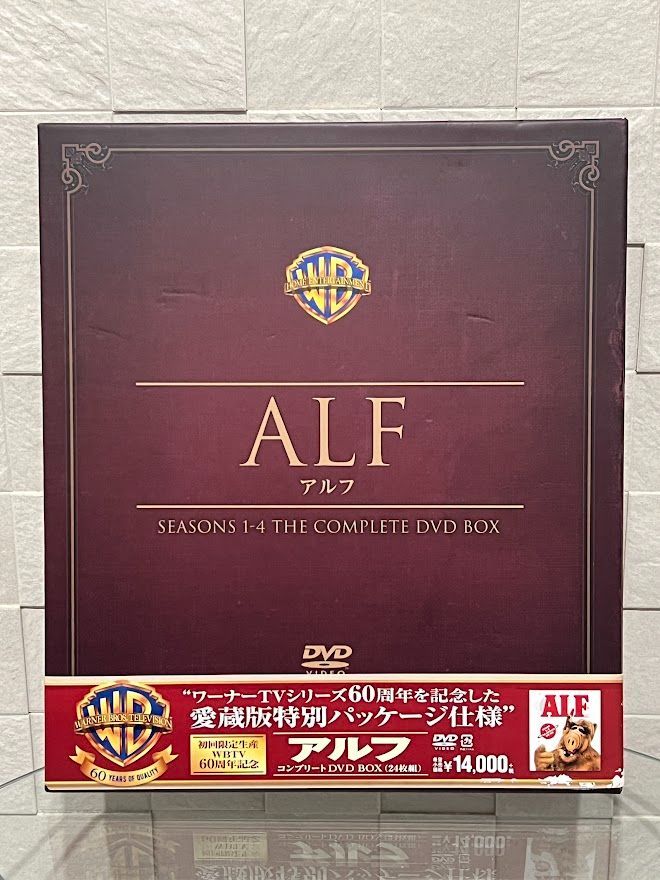 WB
HOME ENTERTAINMENT
ALF
アルフ
SEASONS 1-4 THE COMPLETE DVD BOX
DVD
VIDEO
WB
WARNER BROS. TELEVISION
60 YEARS OF QUALITY
“ワーナーTVシリーズ60周年を記念した
愛蔵版特別パッケージ仕様”
初回限定生産
WBTV
60周年記念
アルフ
コンプリートDVD BOX〈24枚組〉
DVD
VIDEO
¥14,000
+税
ALF